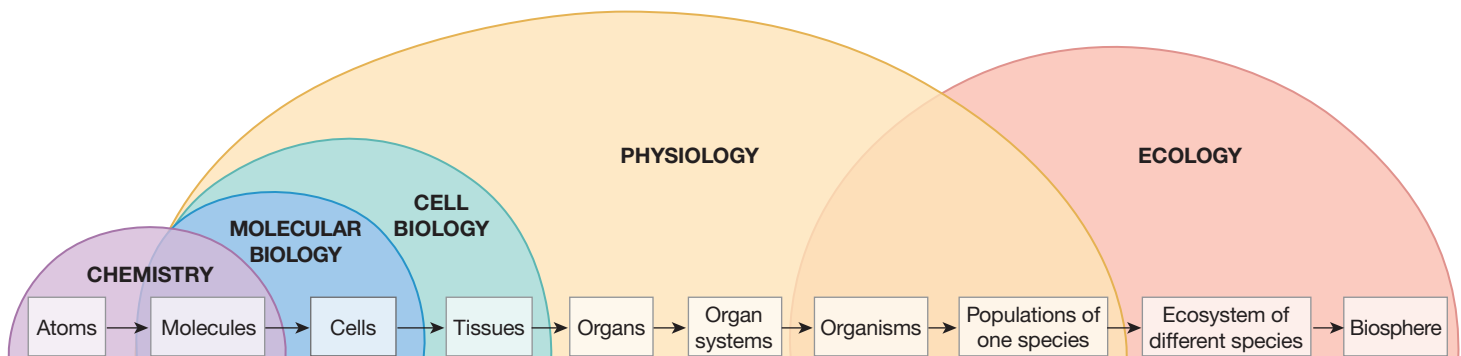 PHYSIOLOGY
ECOLOGY
CELL
BIOLOGY
MOLECULAR
BIOLOGY
CHEMISTRY
Atoms
Molecules
Cells
Tissues
Organs
Organ
systems
Organisms
Populations of
one species
Ecosystem of
different species
Biosphere